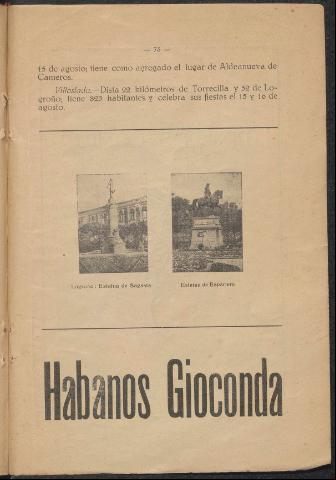 — 75 —
15 de agosto; tiene como agregado el lugar de Aldeanueva de
Cameros.
Villoslada.—Dista 22 kilómetros de Torrecilla y 52 de Lo-
groño; tiene 823 habitantes y celebra sus fiestas el 15 y 16 de
agosto.
Logroño: Estatua de Sagasta
Estatua de Espartero
Habanos Gioconda